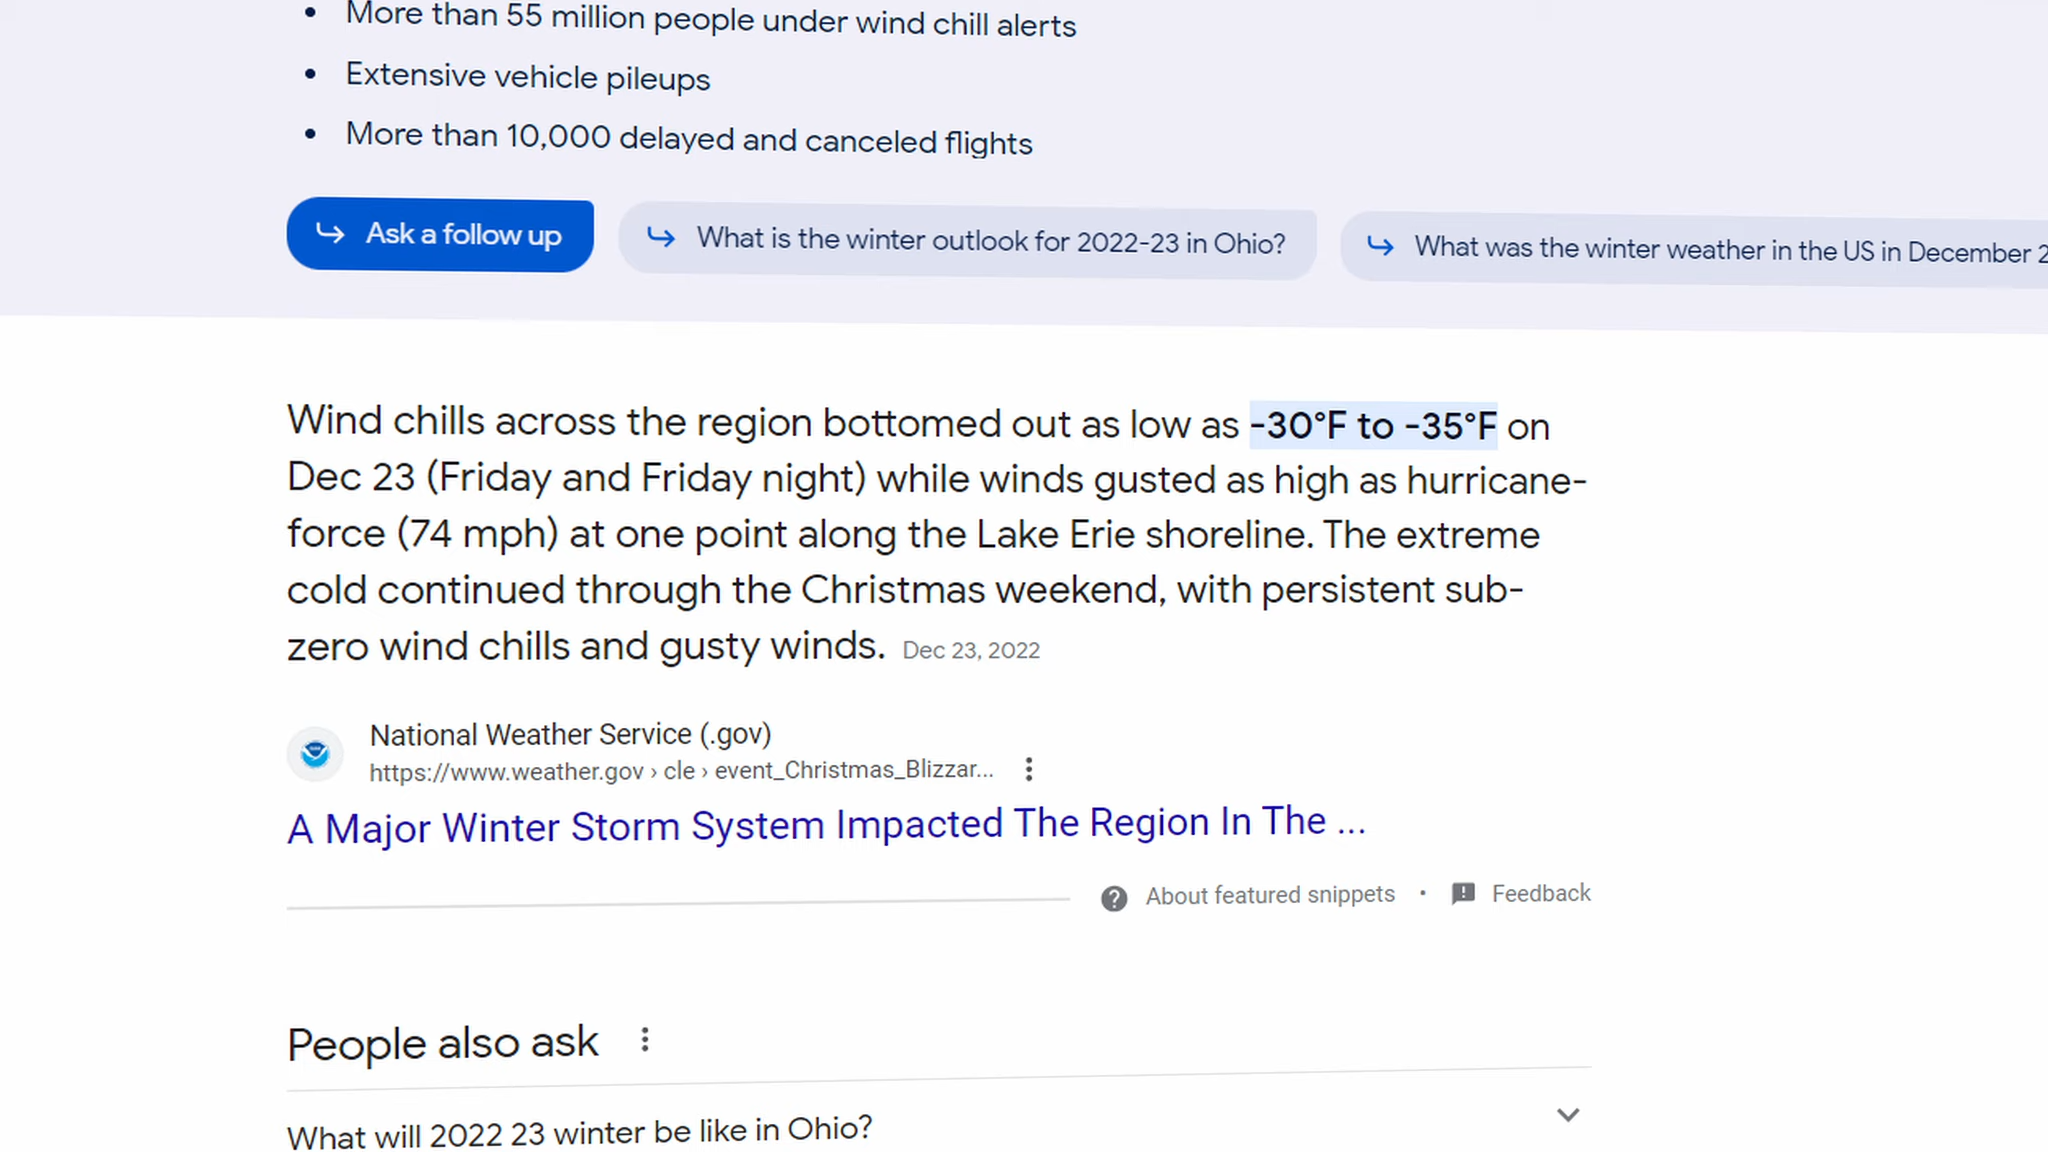 More than 55 million people under wind chill alerts
Extensive vehicle pileups
More than 10,000 delayed and canceled flights
Ask a follow up
What is the winter outlook for 2022-23 in Ohio?
What was the winter weather in the US in December 2
Wind chills across the region bottomed out as low as -30°F to -35°F on
Dec 23 (Friday and Friday night) while winds gusted as high as hurricane-
force (74 mph) at one point along the Lake Erie shoreline. The extreme
cold continued through the Christmas weekend, with persistent sub-
zero wind chills and gusty winds. Dec 23, 2022
National Weather Service (.gov)
https://www.weather.gov › cle › event_Christmas_Blizzar...
A Major Winter Storm System Impacted The Region In The ...
About featured snippets • Feedback
People also ask
What will 2022 23 winter be like in Ohio?